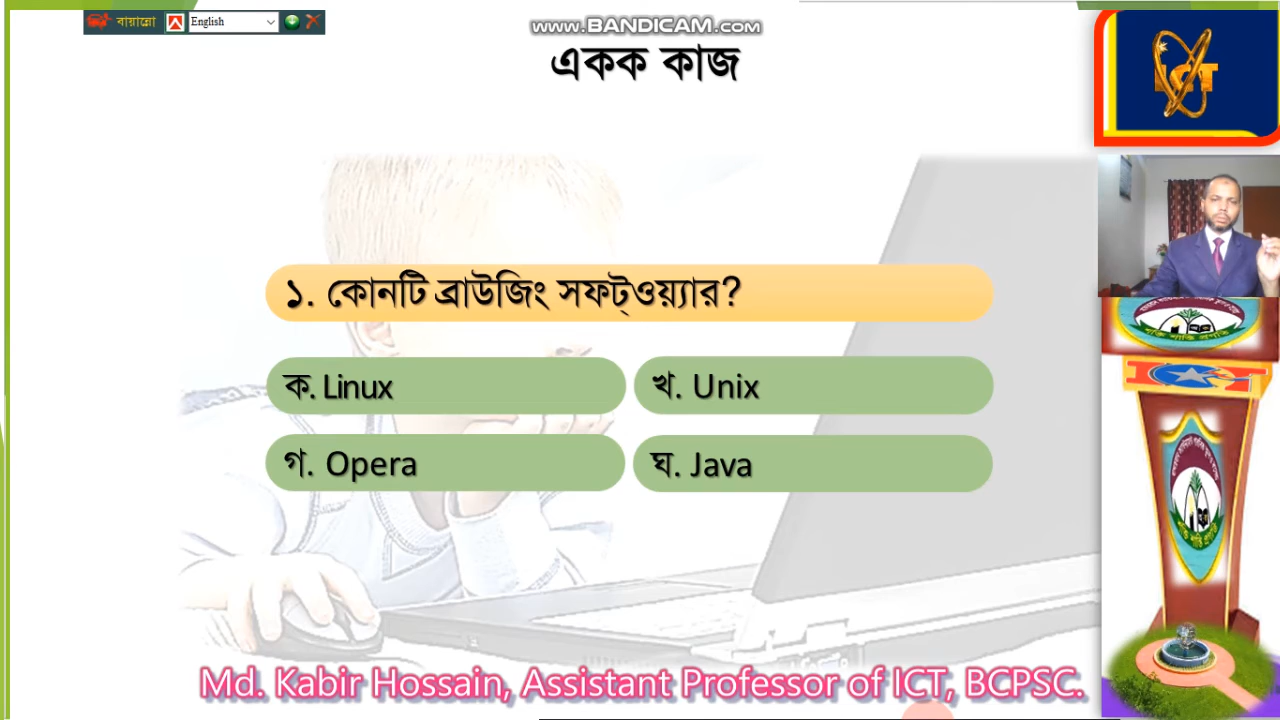 বায়ান্নো
English
www.BANDICAM.com
একক কাজ
ICT
১. কোনটি ব্রাউজিং সফট্ওয়্যার?
ক. Linux
খ. Unix
গ. Opera
ঘ. Java
Md. Kabir Hossain, Assistant Professor of ICT, BCPSC.